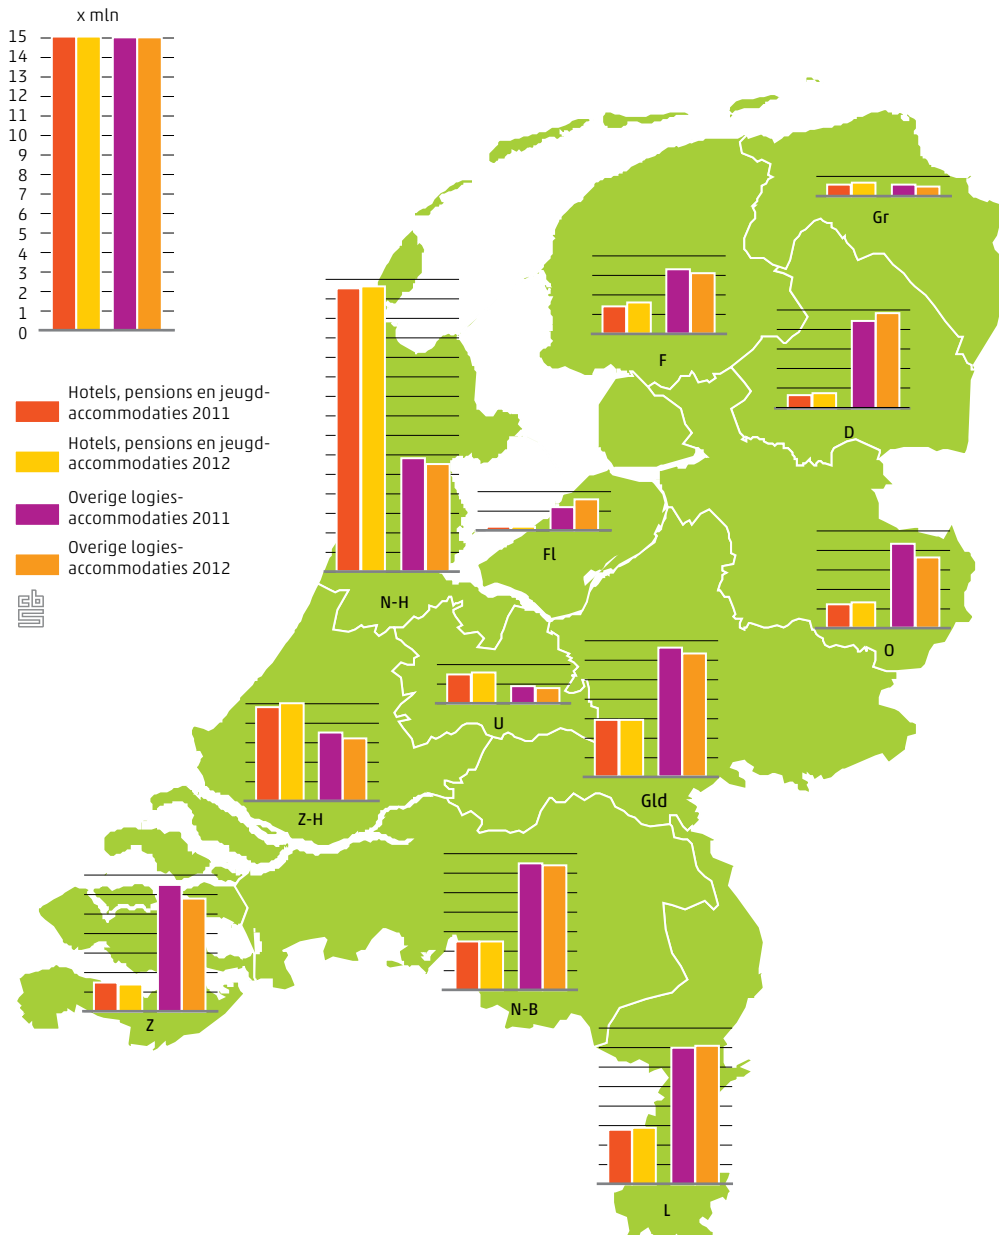 x mln
15
14
13
12
11
10
9
8
7
6
5
4
3
2
1
0
Hotels, pensions en jeugd-
accommodaties 2011
Hotels, pensions en jeugd-
accommodaties 2012
Overige logies-
accommodaties 2011
Overige logies-
accommodaties 2012
cbs
Gr
F
D
Fl
N-H
O
U
Gld
Z-H
N-B
Z
L